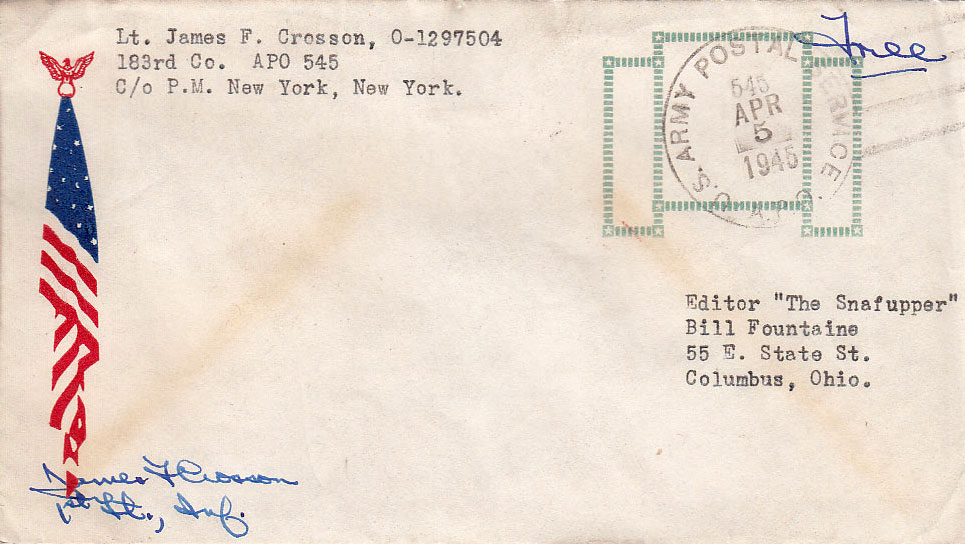 Lt. James F. Crosson, O-1297504
183rd Co. APO 545
C/o P.M. New York, New York.
Free
U.S. ARMY POSTAL SERVICE
545
APR
5
1945
A.P.O.
Editor "The Snafupper"
Bill Fountaine
55 E. State St.
Columbus, Ohio.
James F Crosson
1st Lt., Inf.